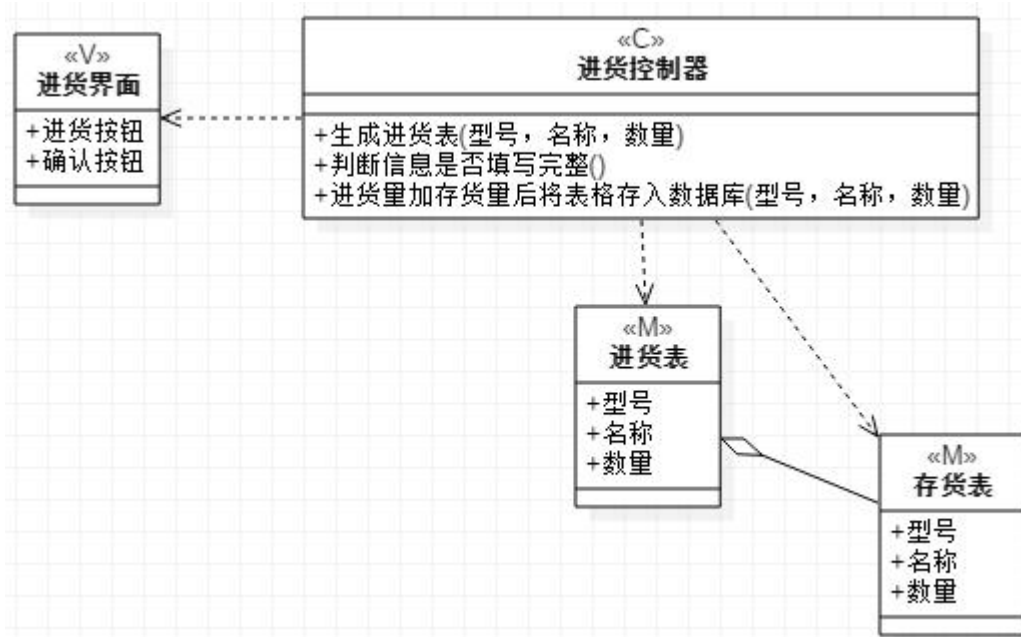 «V»
进货界面
+进货按钮
+确认按钮
«C»
进货控制器
+生成进货表(型号，名称，数量)
+判断信息是否填写完整()
+进货量加存货量后将表格存入数据库(型号，名称，数量)
«M»
进货表
+型号
+名称
+数量
«M»
存货表
+型号
+名称
+数量